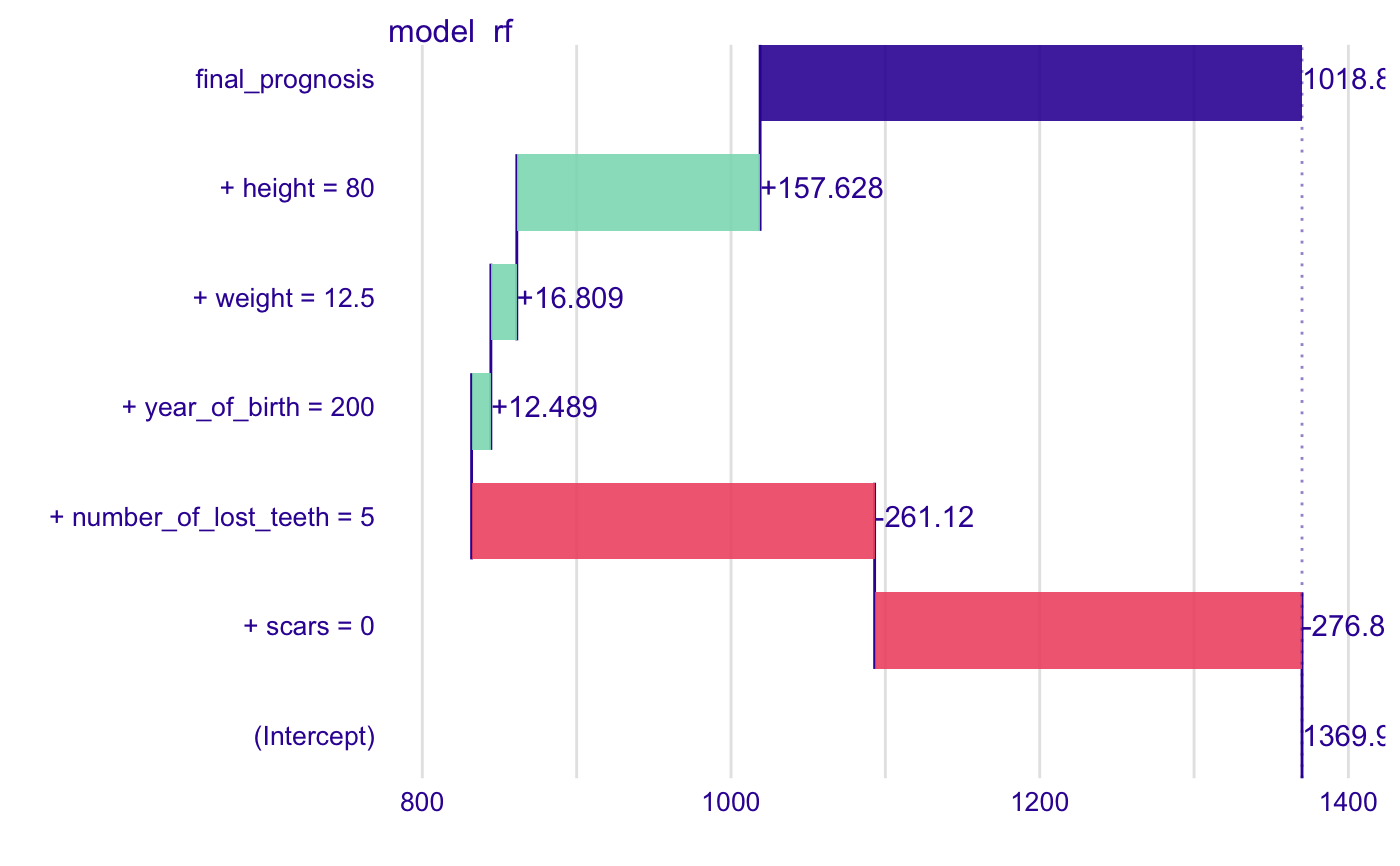 model rf
final_prognosis
1018.8
+ height = 80
+157.628
+ weight = 12.5
+16.809
+ year_of_birth = 200
+12.489
+ number_of_lost_teeth = 5
-261.12
+ scars = 0
-276.8
(Intercept)
1369.9
800 1000 1200 1400